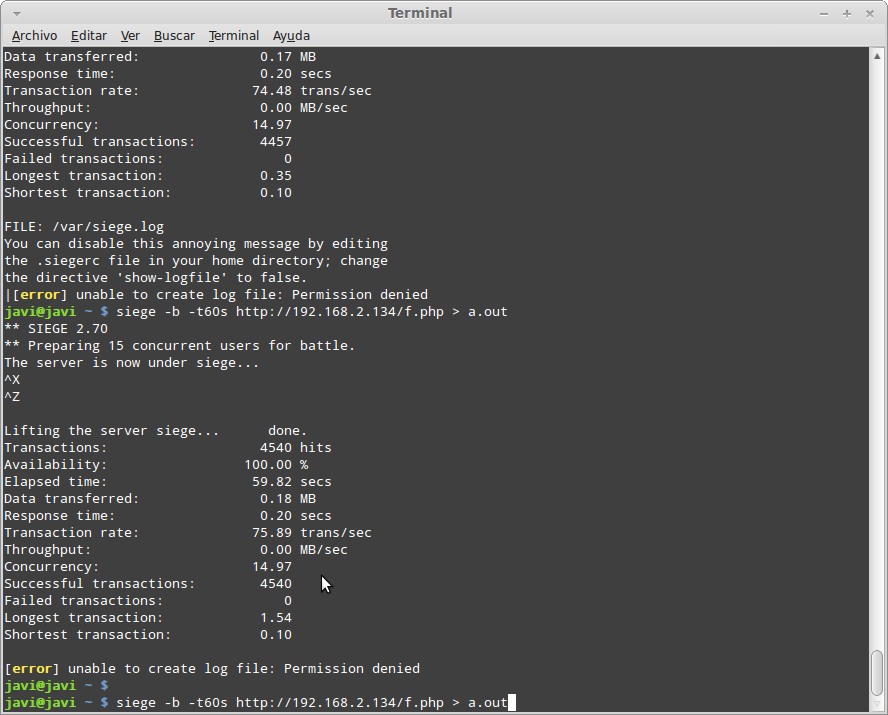 Terminal
Archivo Editar Ver Buscar Terminal Ayuda
Data transferred: 0.17 MB
Response time: 0.20 secs
Transaction rate: 74.48 trans/sec
Throughput: 0.00 MB/sec
Concurrency: 14.97
Successful transactions: 4457
Failed transactions: 0
Longest transaction: 0.35
Shortest transaction: 0.10
FILE: /var/siege.log
You can disable this annoying message by editing
the .siegerc file in your home directory; change
the directive 'show-logfile' to false.
|[error] unable to create log file: Permission denied
javi@javi ~ $ siege -b -t60s http://192.168.2.134/f.php > a.out
** SIEGE 2.70
** Preparing 15 concurrent users for battle.
The server is now under siege...
^X
^Z
Lifting the server siege... done.
Transactions: 4540 hits
Availability: 100.00 %
Elapsed time: 59.82 secs
Data transferred: 0.18 MB
Response time: 0.20 secs
Transaction rate: 75.89 trans/sec
Throughput: 0.00 MB/sec
Concurrency: 14.97
Successful transactions: 4540
Failed transactions: 0
Longest transaction: 1.54
Shortest transaction: 0.10
[error] unable to create log file: Permission denied
javi@javi ~ $
javi@javi ~ $ siege -b -t60s http://192.168.2.134/f.php > a.out